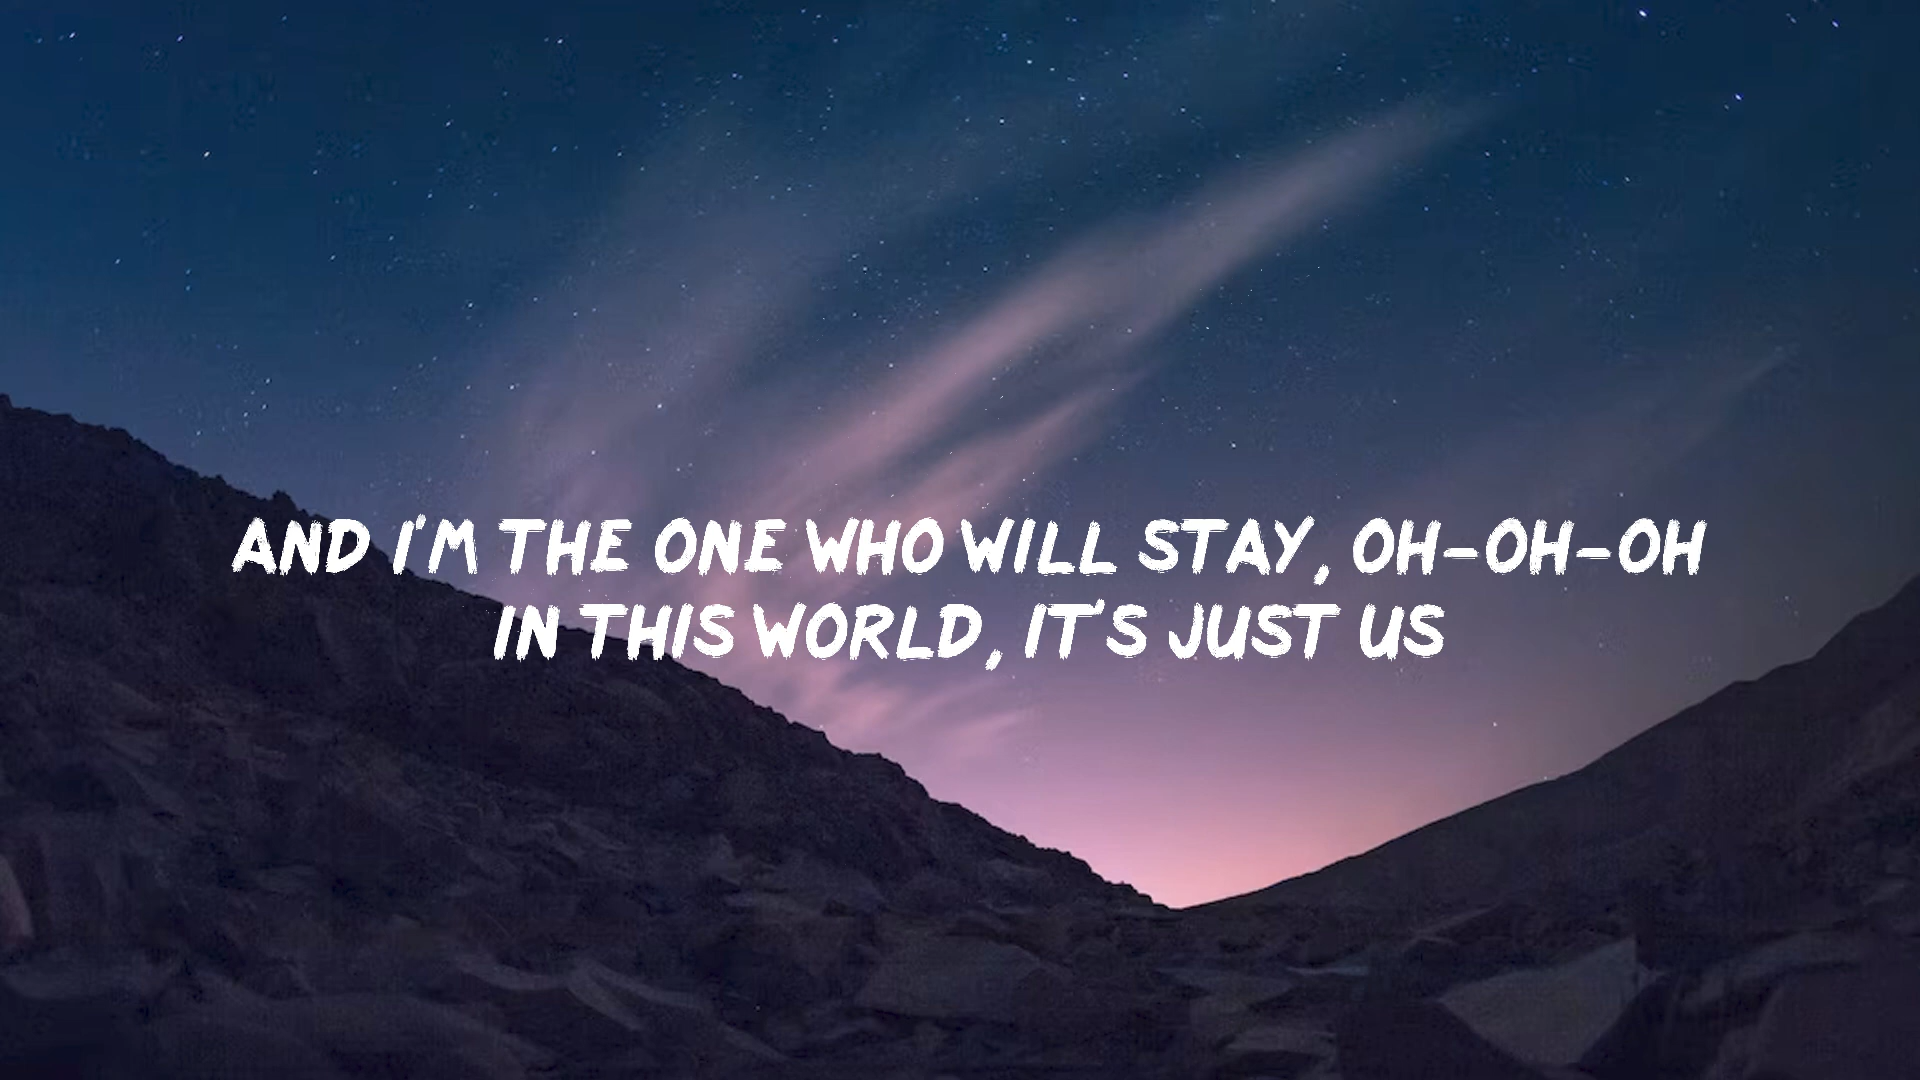 AND I'M THE ONE WHO WILL STAY, OH-OH-OH
IN THIS WORLD, IT'S JUST US